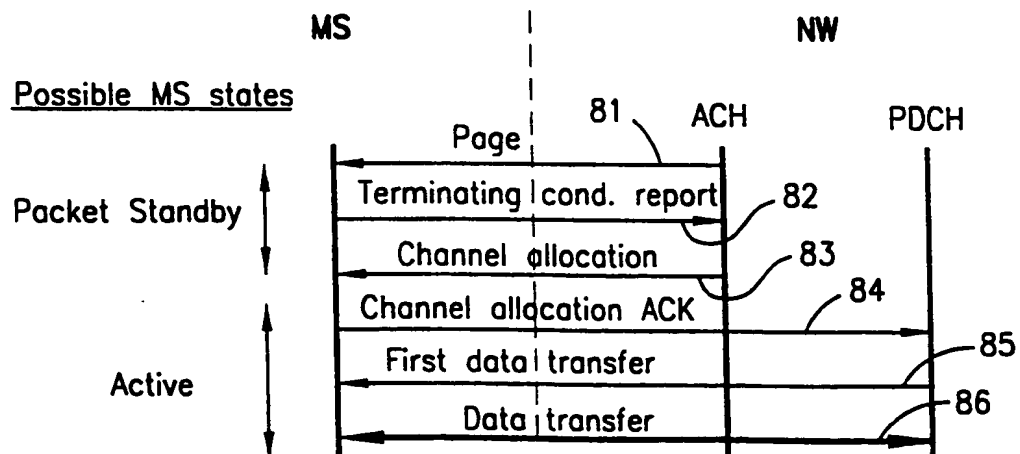 MS NW
Possible MS states
81 ACH PDCH
Page
Packet Standby
Terminating cond. report
82
Channel allocation
83
Channel allocation ACK
84
First data transfer
85
Active
Data transfer
86